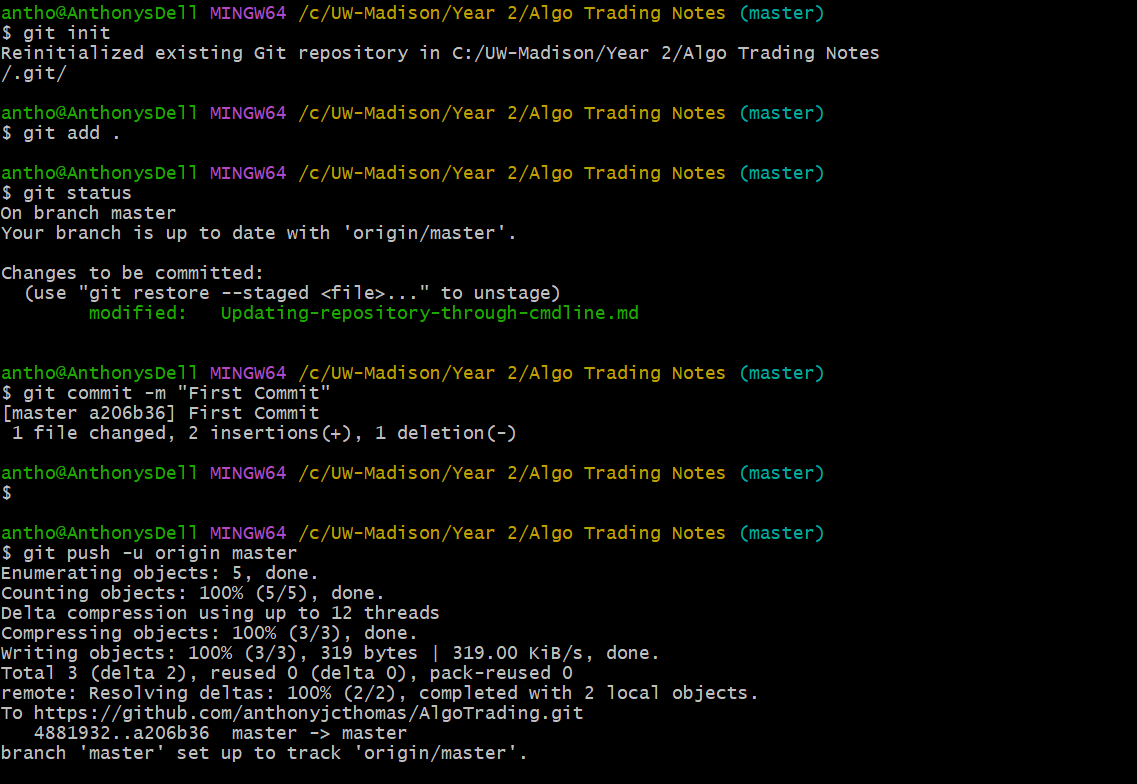 antho@AnthonysDell MINGW64 /c/UW-Madison/Year 2/Algo Trading Notes (master)
$ git init
Reinitialized existing Git repository in C:/UW-Madison/Year 2/Algo Trading Notes
/.git/

antho@AnthonysDell MINGW64 /c/UW-Madison/Year 2/Algo Trading Notes (master)
$ git add .

antho@AnthonysDell MINGW64 /c/UW-Madison/Year 2/Algo Trading Notes (master)
$ git status
On branch master
Your branch is up to date with 'origin/master'.

Changes to be committed:
  (use "git restore --staged <file>..." to unstage)
        modified:   Updating-repository-through-cmdline.md


antho@AnthonysDell MINGW64 /c/UW-Madison/Year 2/Algo Trading Notes (master)
$ git commit -m "First Commit"
[master a206b36] First Commit
 1 file changed, 2 insertions(+), 1 deletion(-)

antho@AnthonysDell MINGW64 /c/UW-Madison/Year 2/Algo Trading Notes (master)
$

antho@AnthonysDell MINGW64 /c/UW-Madison/Year 2/Algo Trading Notes (master)
$ git push -u origin master
Enumerating objects: 5, done.
Counting objects: 100% (5/5), done.
Delta compression using up to 12 threads
Compressing objects: 100% (3/3), done.
Writing objects: 100% (3/3), 319 bytes | 319.00 KiB/s, done.
Total 3 (delta 2), reused 0 (delta 0), pack-reused 0
remote: Resolving deltas: 100% (2/2), completed with 2 local objects.
To https://github.com/anthonyjcthomas/AlgoTrading.git
   4881932..a206b36  master -> master
branch 'master' set up to track 'origin/master'.